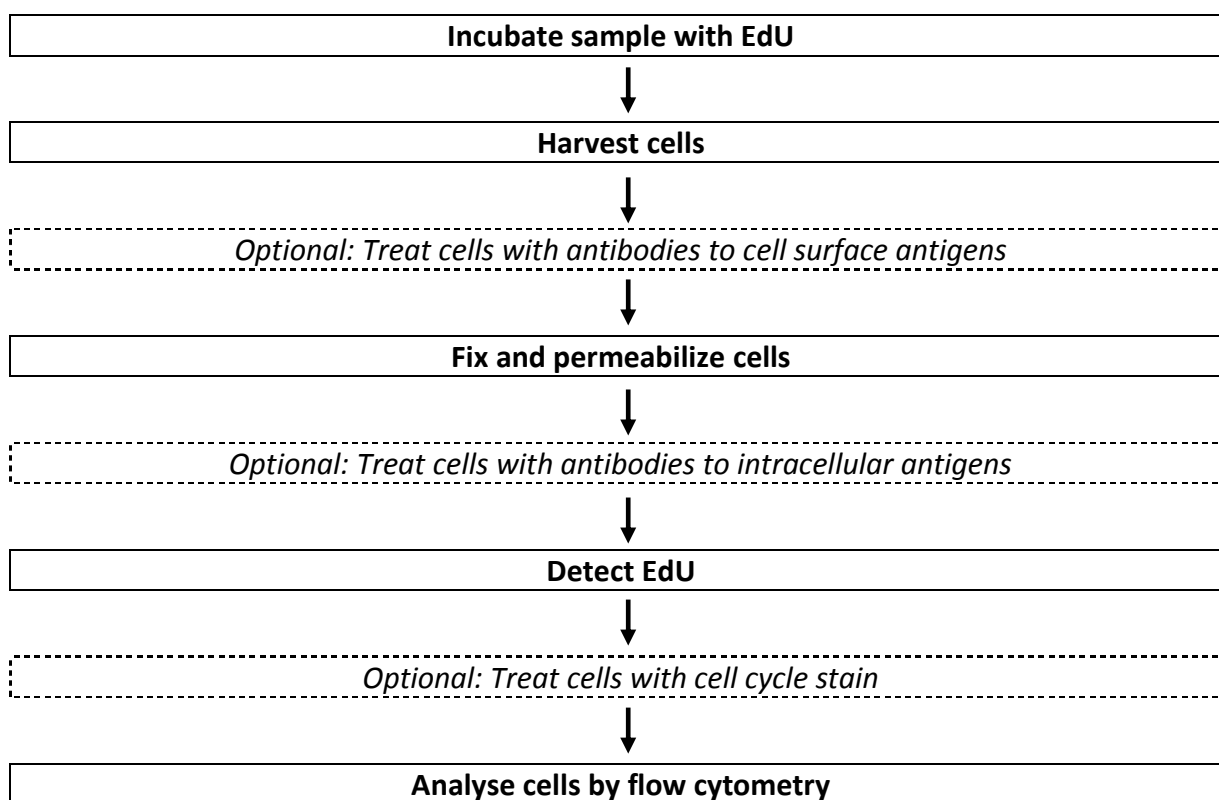 Incubate sample with EdU
Harvest cells
Optional: Treat cells with antibodies to cell surface antigens
Fix and permeabilize cells
Optional: Treat cells with antibodies to intracellular antigens
Detect EdU
Optional: Treat cells with cell cycle stain
Analyse cells by flow cytometry